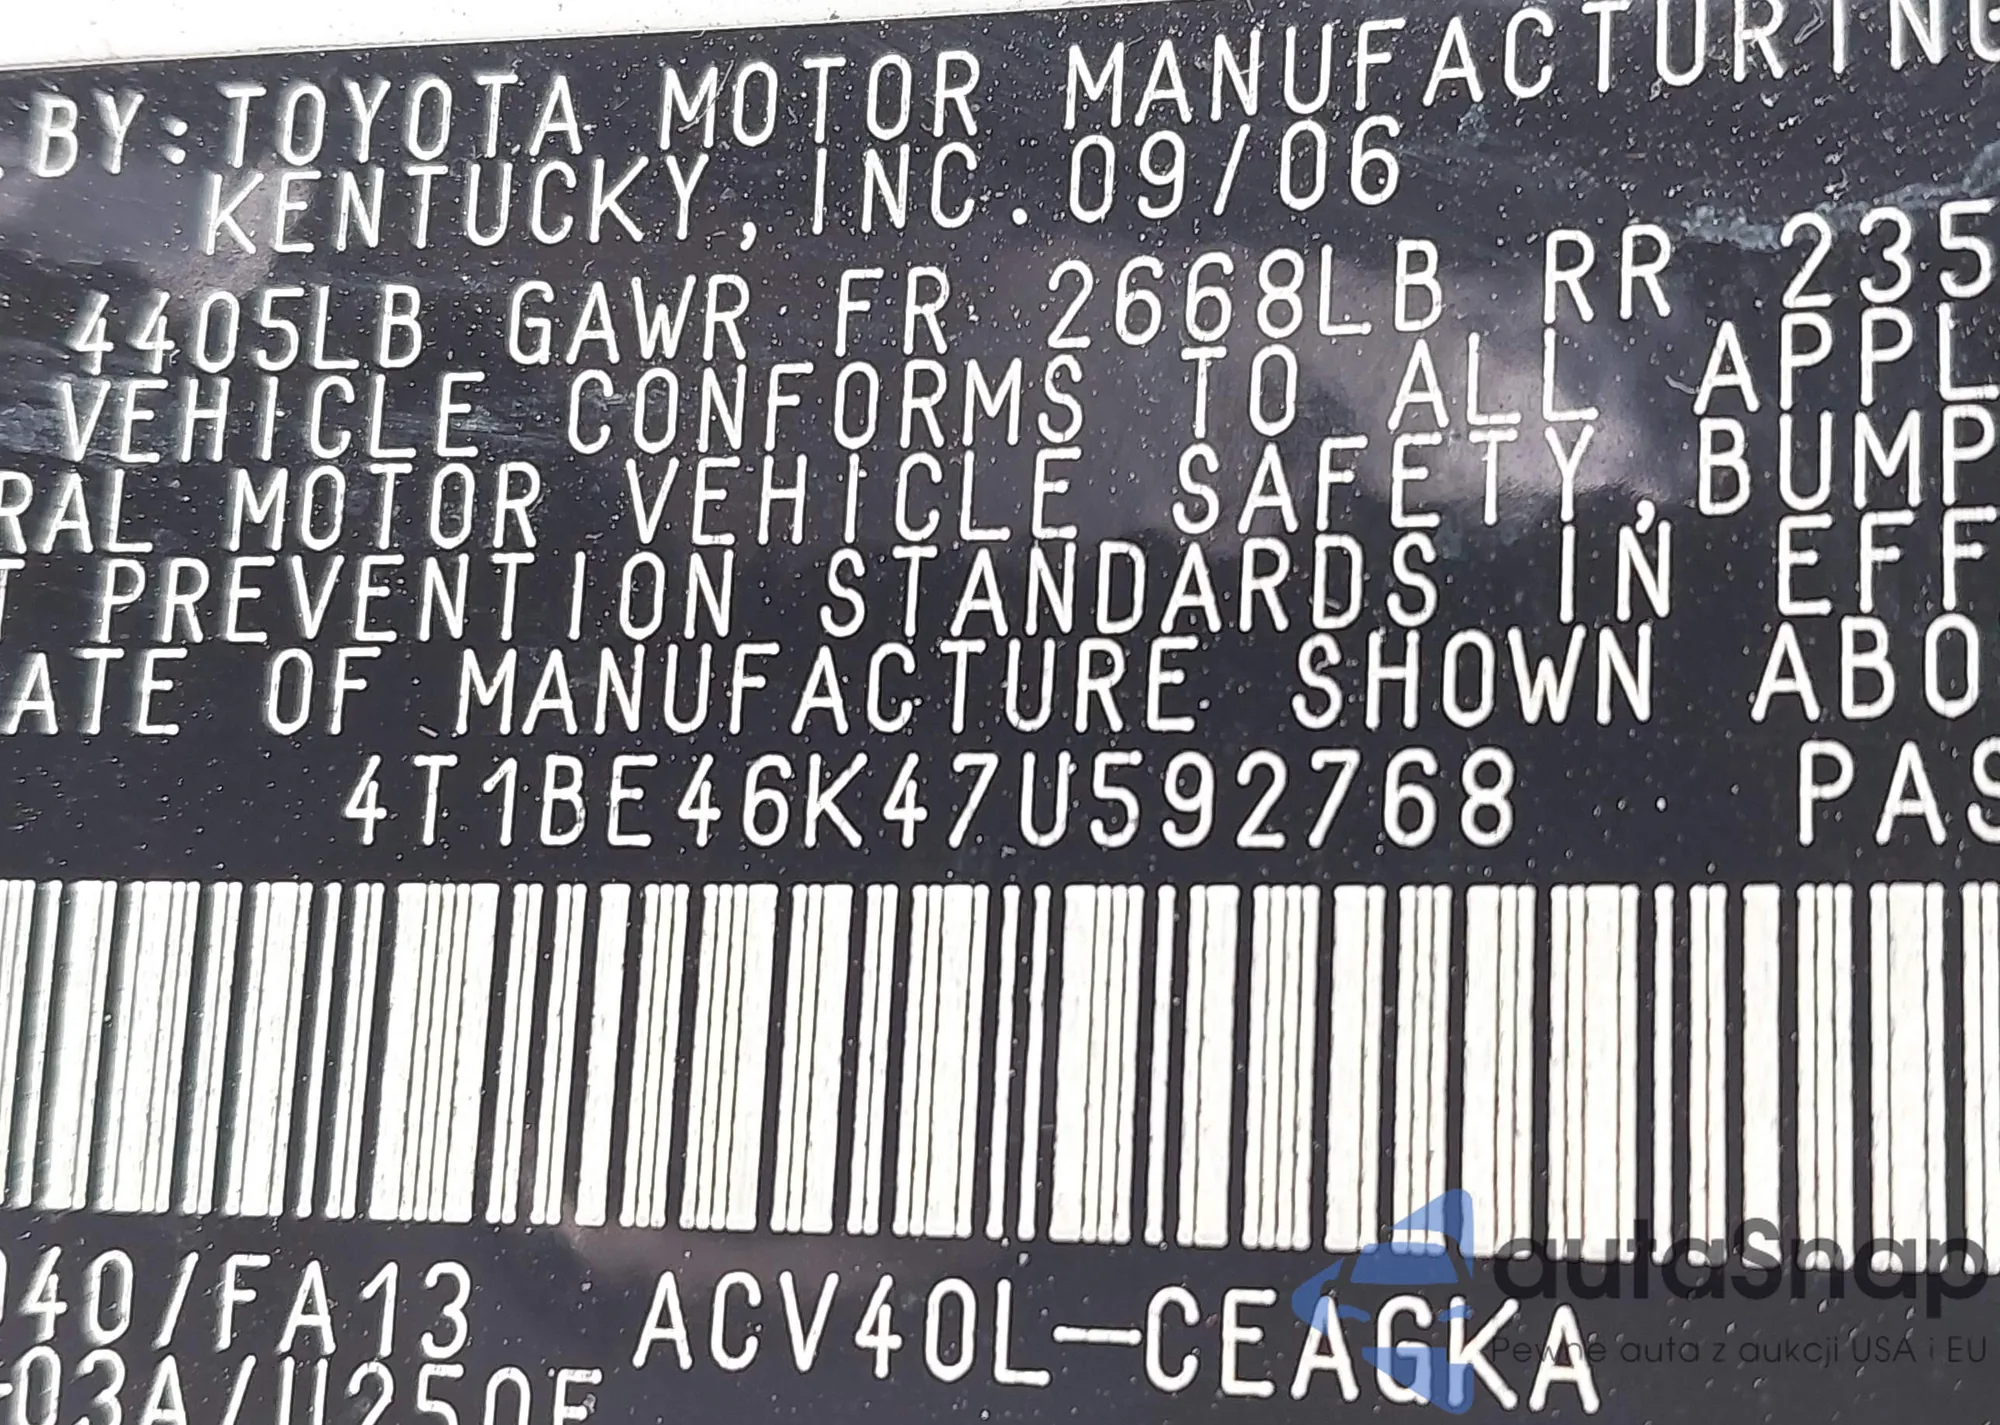 BY: TOYOTA MOTOR MANUFACTURING
KENTUCKY, INC. 09/06
4405LB GAWR FR 2668LB RR 235
VEHICLE CONFORMS TO ALL APPL
RAL MOTOR VEHICLE SAFETY, BUMP
T PREVENTION STANDARDS IN EFF
ATE OF MANUFACTURE SHOWN ABO
4T1BE46K47U592768 PAS
040/FA13 ACV40L-CEAGKA
03A/U250E
autaSnap
Pewne auta z aukcji USA i EU